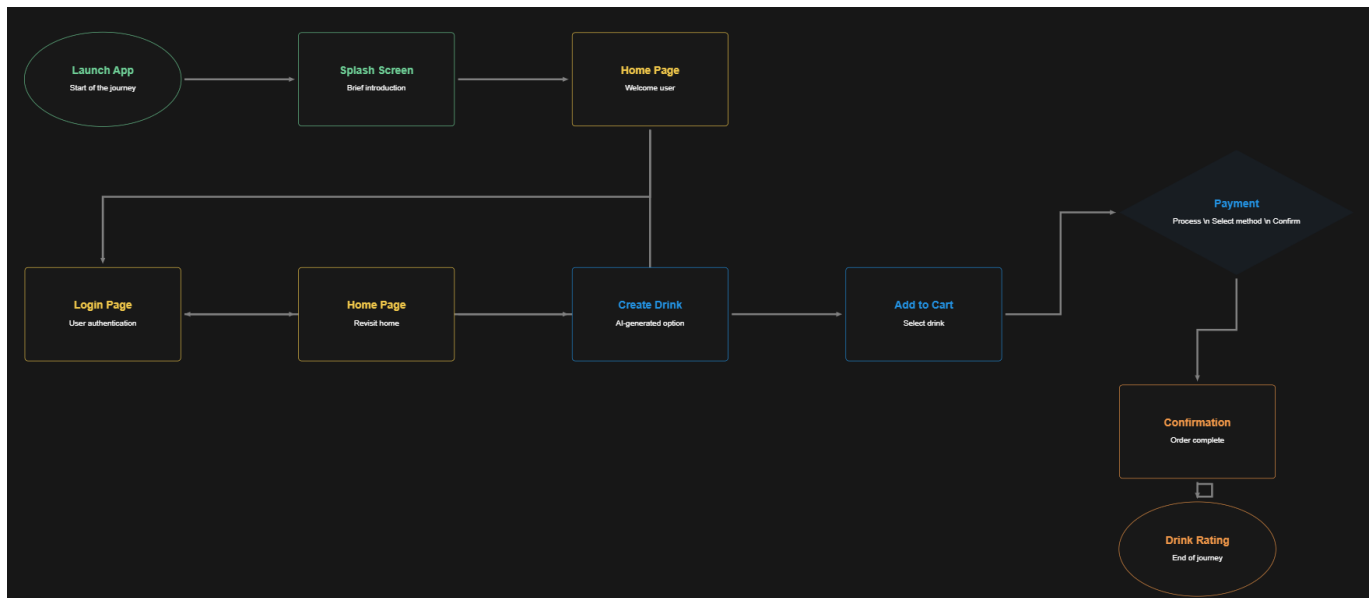 Launch App
Start of the journey
Splash Screen
Brief introduction
Home Page
Welcome user
Payment
Process \n Select method \n Confirm
Login Page
User authentication
Home Page
Revisit home
Create Drink
AI-generated option
Add to Cart
Select drink
Confirmation
Order complete
Drink Rating
End of journey